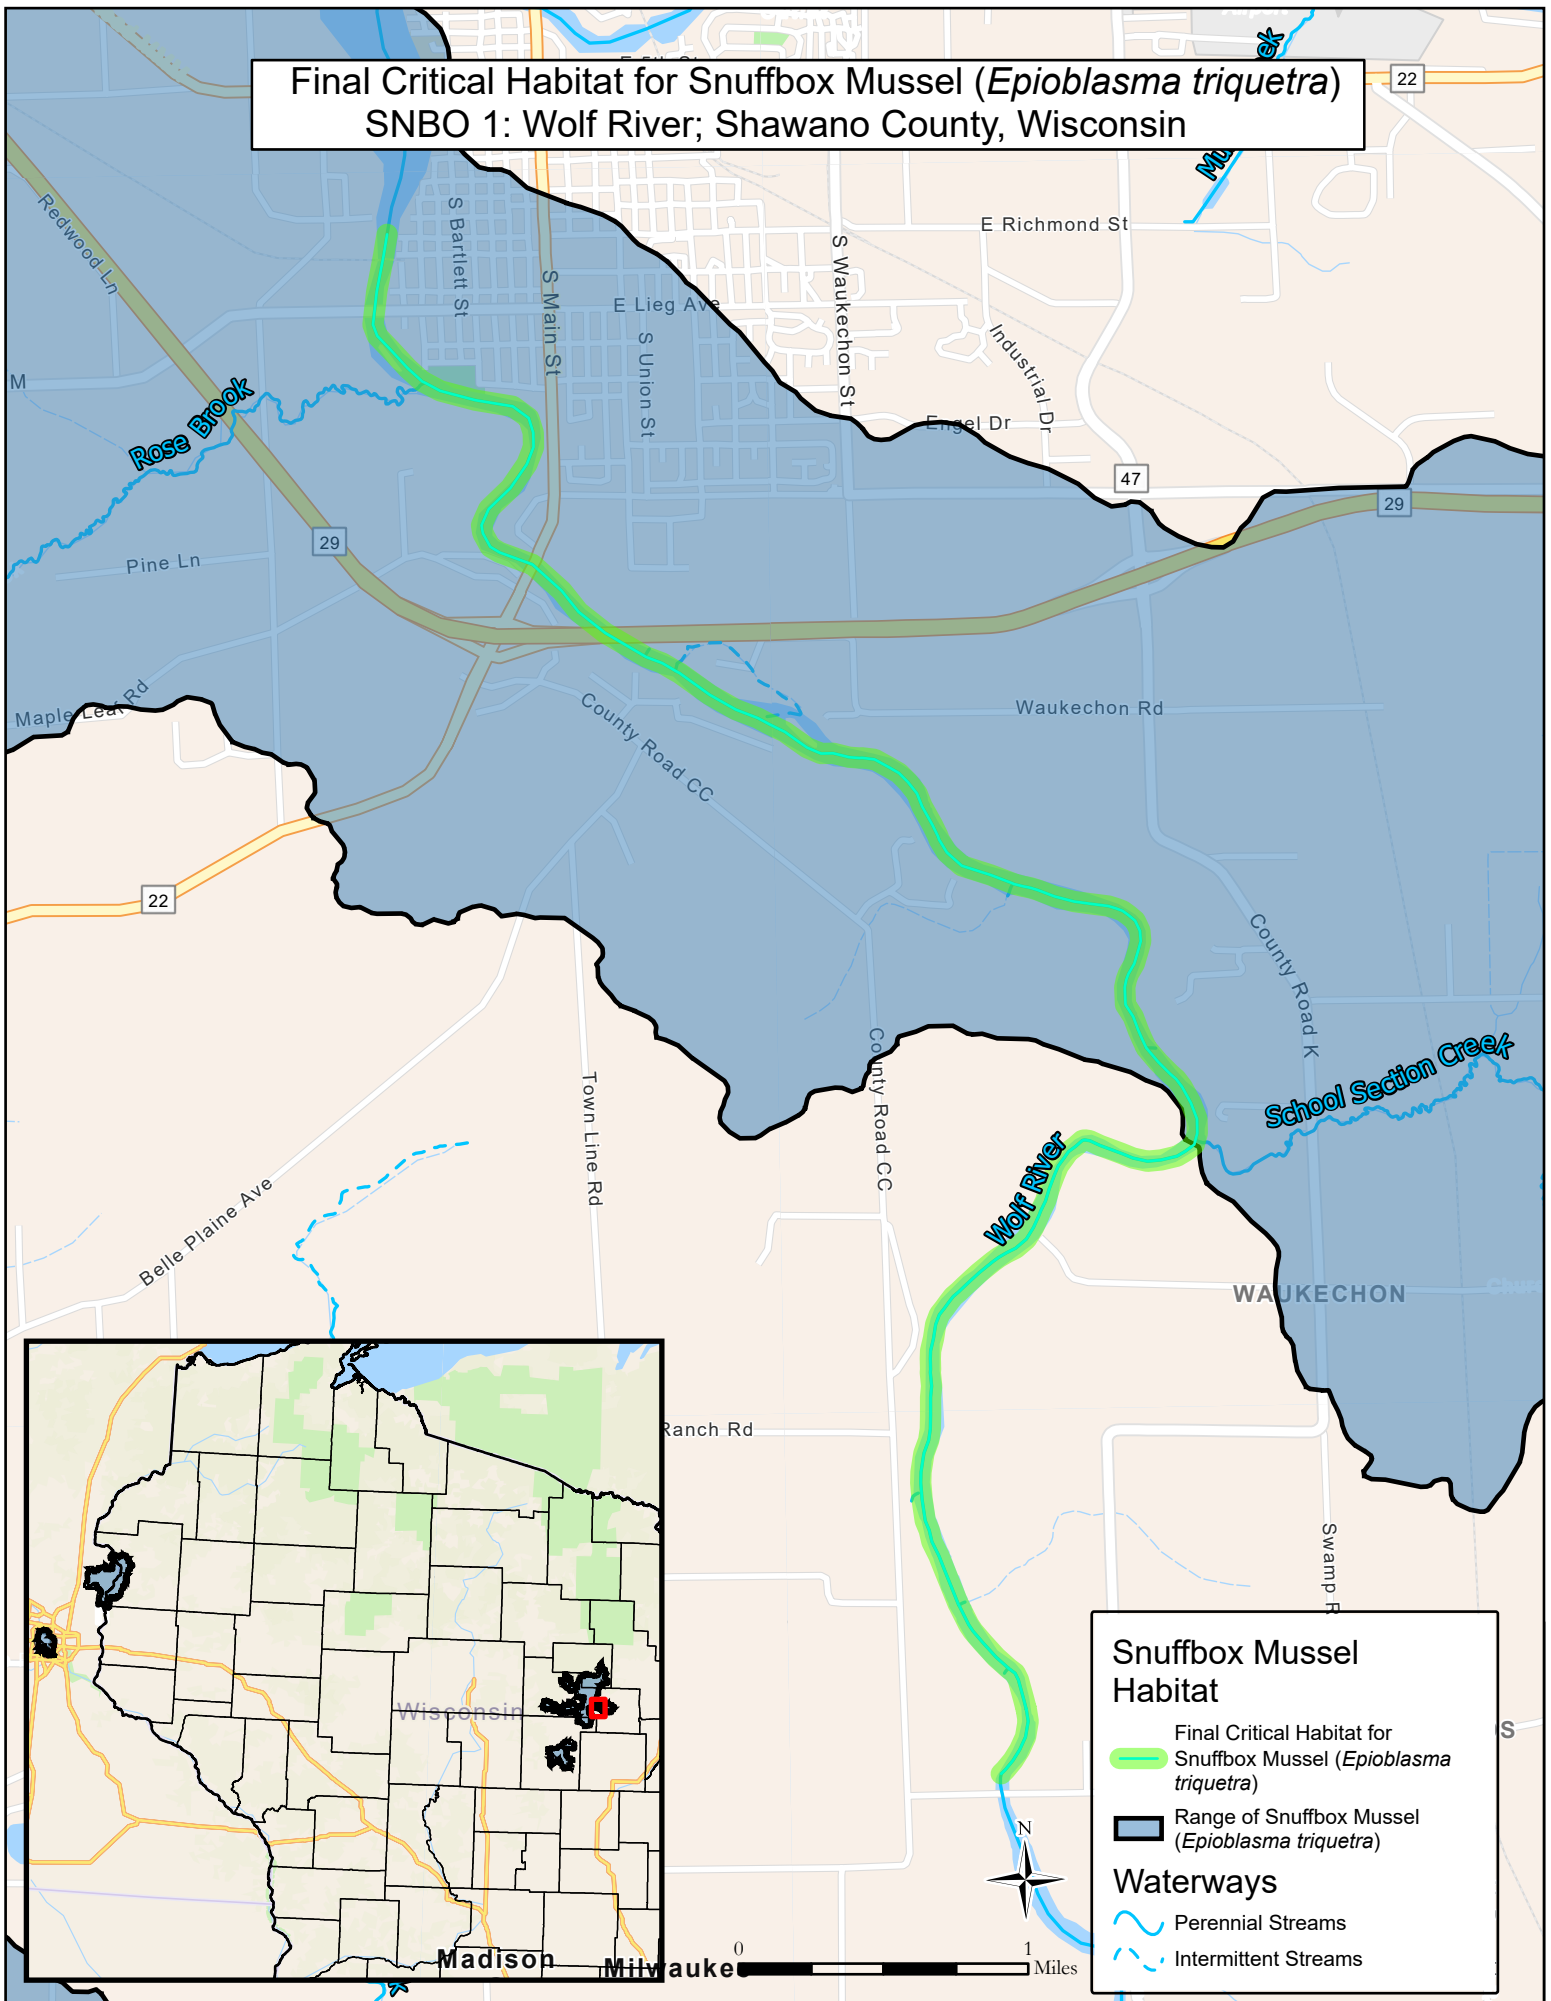 Airport
E 5th St
Final Critical Habitat for Snuffbox Mussel (Epioblasma triquetra)
SNBO 1: Wolf River; Shawano County, Wisconsin
22
Redwood Ln
S Bartlett St
S Main St
E Lieg Ave
S Union St
S Waukechon St
E Richmond St
Industrial Dr
Engel Dr
M
Rose Brook
47
29
29
Pine Ln
Maple Leaf Rd
County Road CC
Waukechon Rd
22
County Road K
School Section Creek
County Road CC
Town Line Rd
Belle Plaine Ave
Wolf River
WAUKECHON
Ranch Rd
Swamp R
S
Wisconsin
Madison
Milwauke
Snuffbox Mussel
Habitat
Final Critical Habitat for
Snuffbox Mussel (Epioblasma
triquetra)
Range of Snuffbox Mussel
(Epioblasma triquetra)
Waterways
Perennial Streams
Intermittent Streams
N
0 1
Miles
k